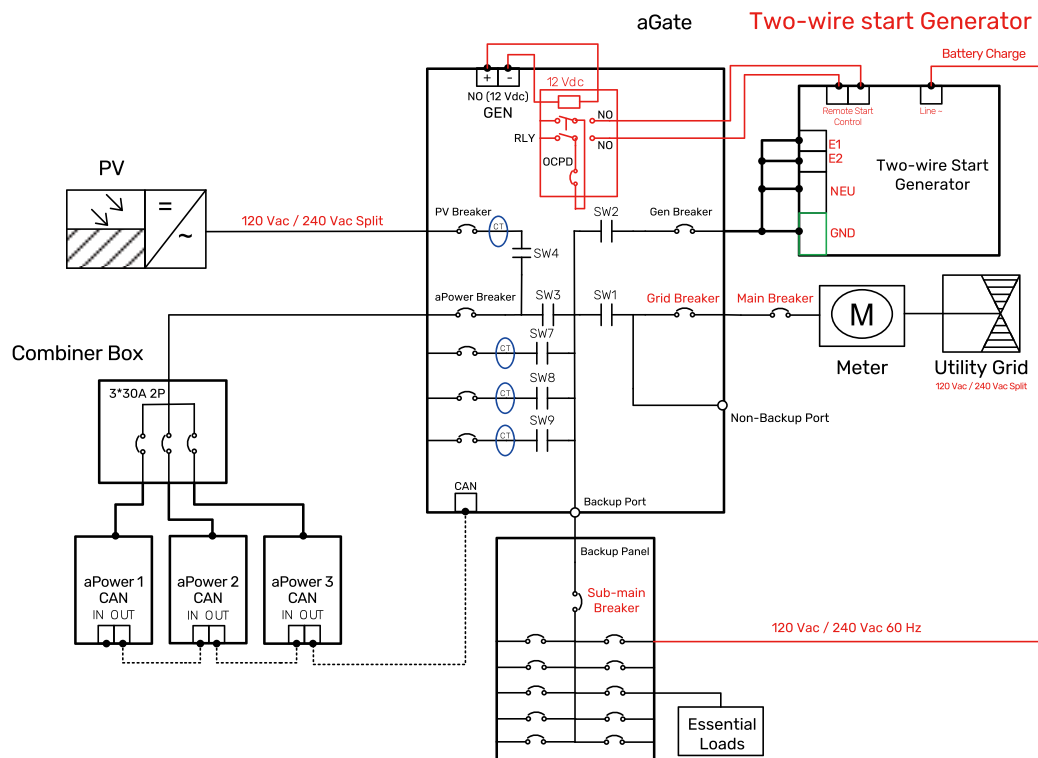 aGate
Two-wire start Generator
Battery Charge
12 Vdc
+
-
NO (12 Vdc)
GEN
NO
RLY
NO
OCPD
Remote Start
Control
Line -
E1
E2
NEU
GND
Two-wire Start
Generator
PV
=
~
120 Vac / 240 Vac Split
PV Breaker
CT
SW4
SW2
Gen Breaker
aPower Breaker
SW3
SW1
Grid Breaker
Main Breaker
M
Meter
Utility Grid
120 Vac / 240 Vac Split
SW7
CT
SW8
CT
SW9
CT
Non-Backup Port
Combiner Box
3*30A 2P
CAN
Backup Port
aPower 1
CAN
IN OUT
aPower 2
CAN
IN OUT
aPower 3
CAN
IN OUT
Backup Panel
Sub-main
Breaker
120 Vac / 240 Vac 60 Hz
Essential
Loads